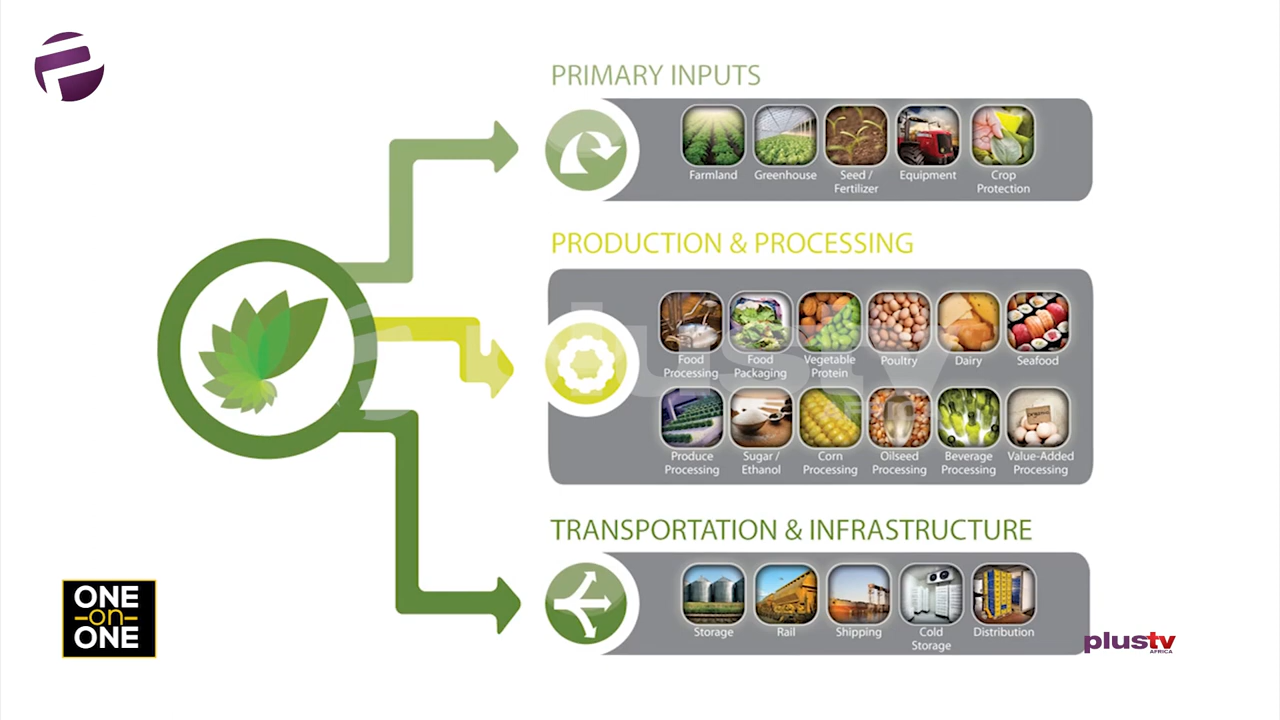 PRIMARY INPUTS
Farmland
Greenhouse
Seed /
Fertilizer
Equipment
Crop
Protection
PRODUCTION & PROCESSING
Food
Processing
Food
Packaging
Vegetable
Protein
Poultry
Dairy
Seafood
Produce
Processing
Sugar /
Ethanol
Corn
Processing
Oilseed
Processing
Beverage
Processing
Value-Added
Processing
plustv
AFRICA
TRANSPORTATION & INFRASTRUCTURE
Storage
Rail
Shipping
Cold
Storage
Distribution
ONE
on
ONE
plustv
AFRICA